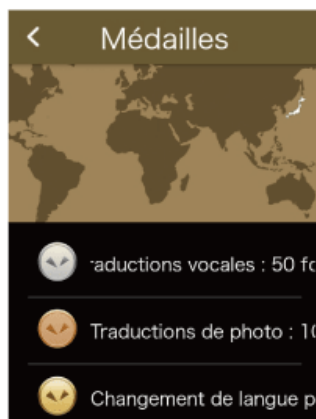 Médailles
aductions vocales : 50 fo
Traductions de photo : 10
Changement de langue p